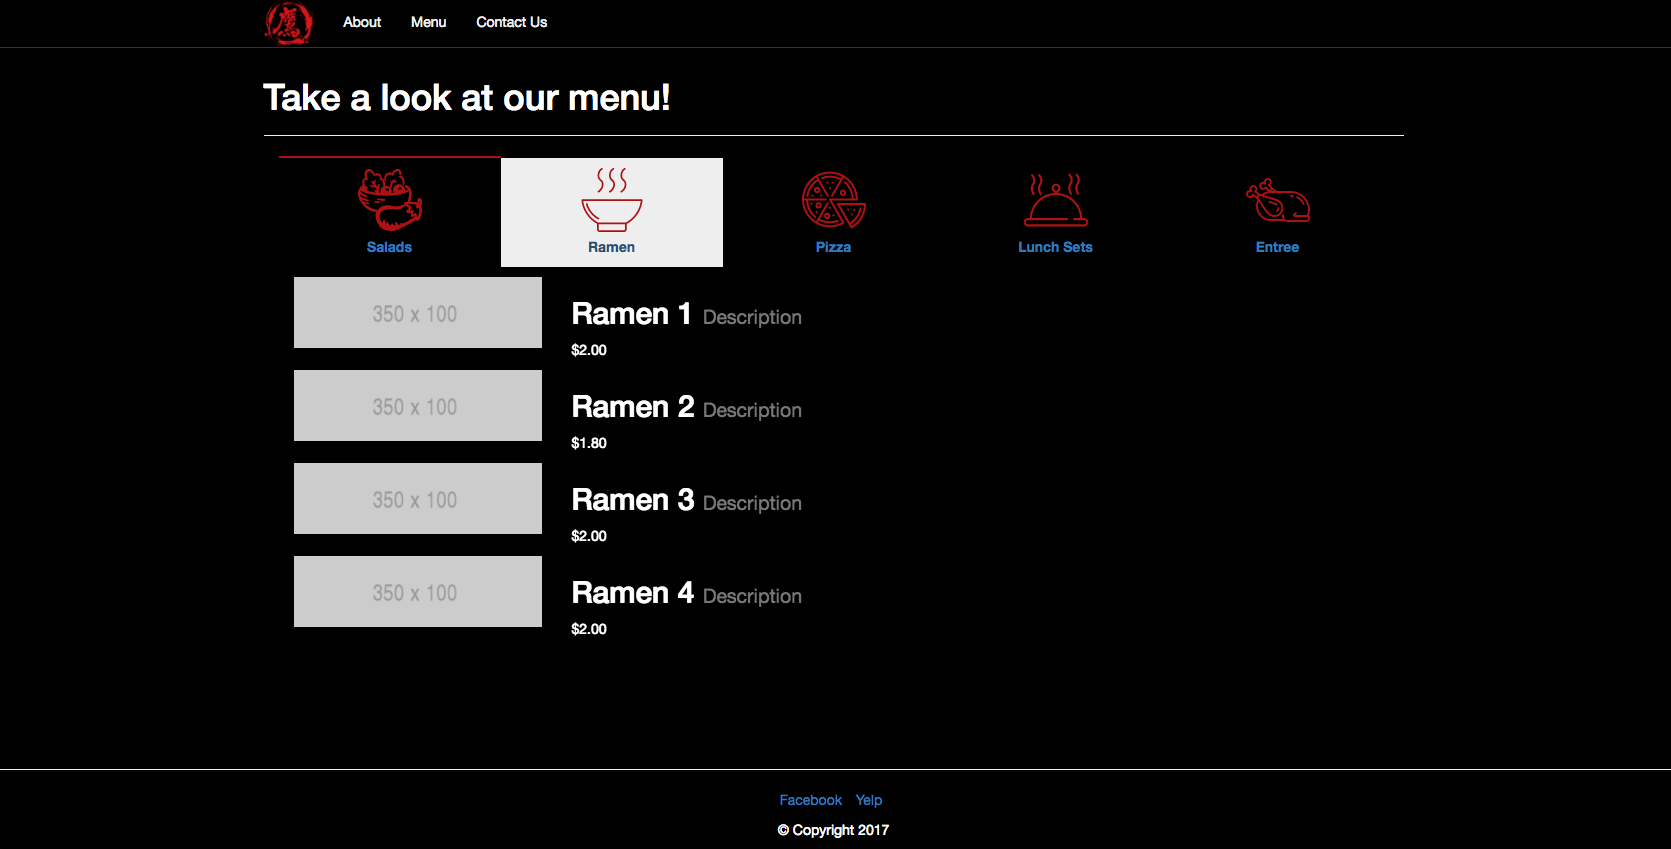 鷹
About Menu Contact Us
Take a look at our menu!
Salads Ramen Pizza Lunch Sets Entree
350 x 100
Ramen 1 Description
$2.00
350 x 100
Ramen 2 Description
$1.80
350 x 100
Ramen 3 Description
$2.00
350 x 100
Ramen 4 Description
$2.00
Facebook Yelp
© Copyright 2017